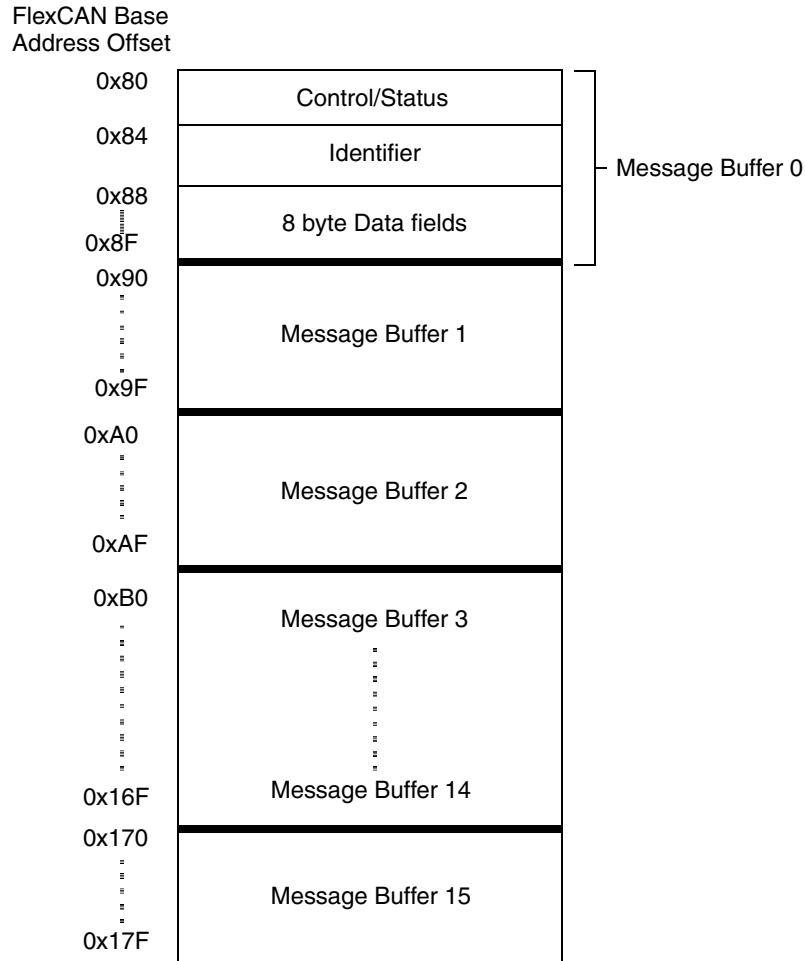 FlexCAN Base
Address Offset
0x80
Control/Status
0x84
Identifier
Message Buffer 0
0x88
8 byte Data fields
0x8F
0x90
Message Buffer 1
0x9F
0xA0
Message Buffer 2
0xAF
0xB0
Message Buffer 3
0x16F
Message Buffer 14
0x170
Message Buffer 15
0x17F